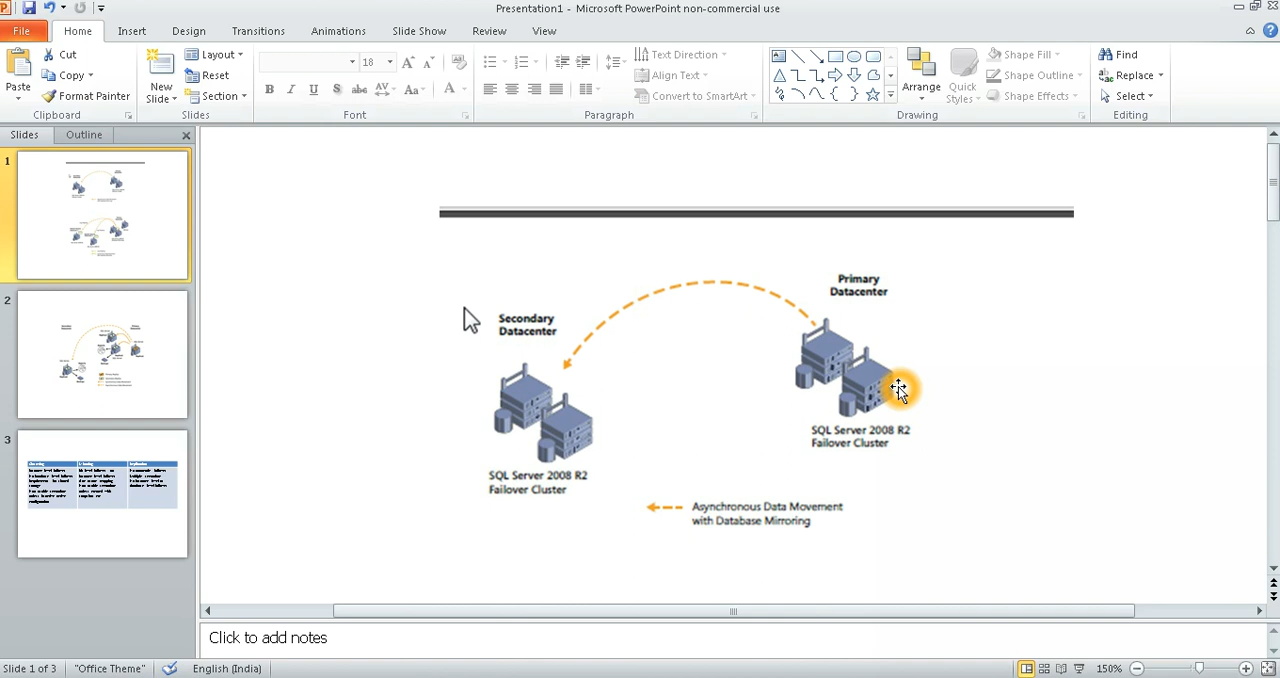 Presentation1 - Microsoft PowerPoint non-commercial use
File Home Insert Design Transitions Animations Slide Show Review View
Paste
Cut
Copy
Format Painter
Clipboard
New
Slide
Layout
Reset
Section
Slides
18
B I U S abc AV Aa A
Font
Text Direction
Align Text
Convert to SmartArt
Paragraph
Arrange
Quick
Styles
Shape Fill
Shape Outline
Shape Effects
Drawing
Find
Replace
Select
Editing
Slides Outline
1
2
3
Primary
Datacenter
Secondary
Datacenter
SQL Server 2008 R2
Failover Cluster
SQL Server 2008 R2
Failover Cluster
Asynchronous Data Movement
with Database Mirroring
Click to add notes
Slide 1 of 3 "Office Theme" English (India) 150%